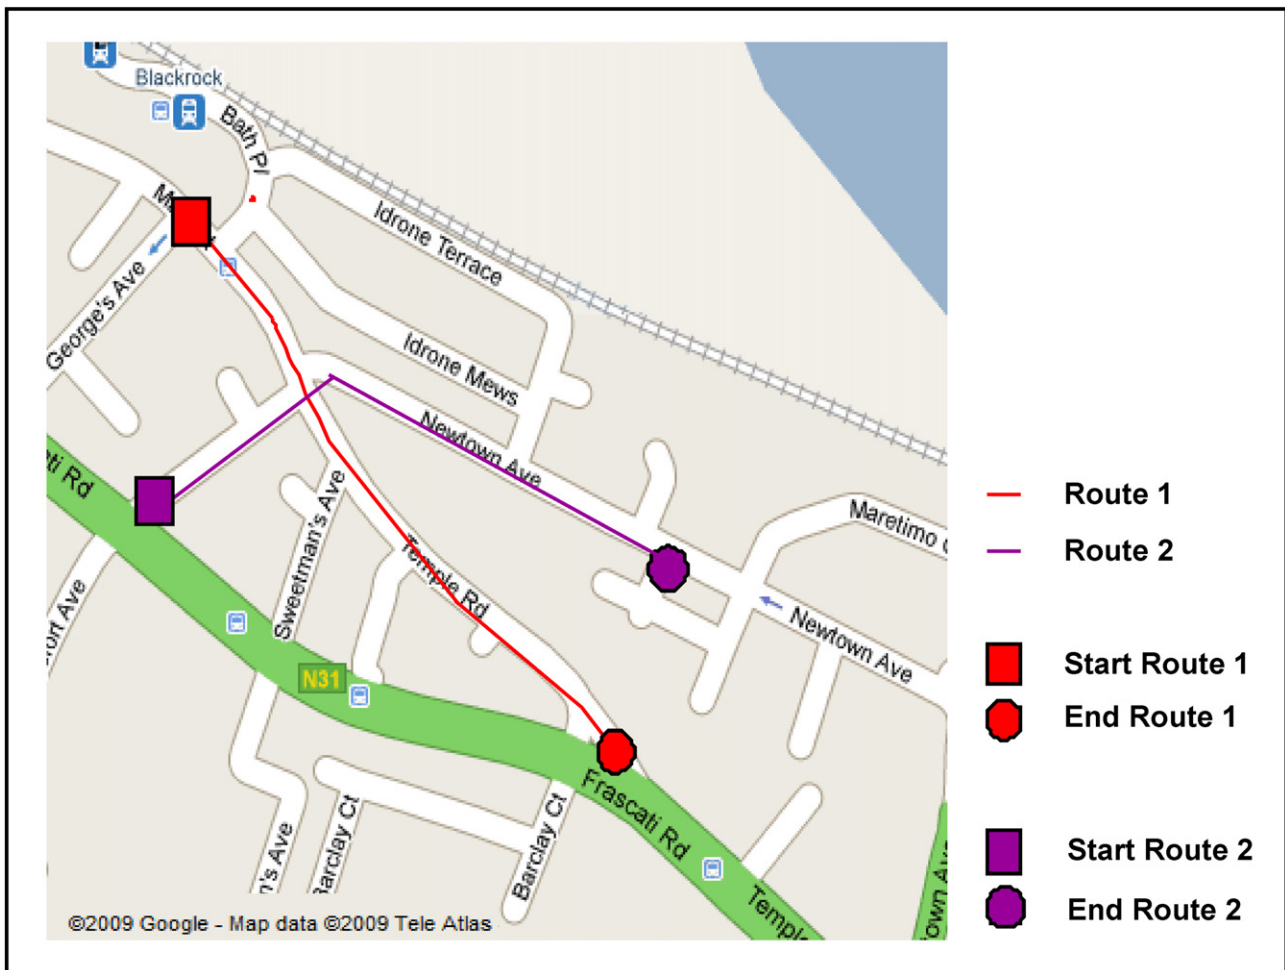 Blackrock
Bath Pl
Idrone Terrace
George's Ave
Idrone Mews
Newtown Ave
Rd
Route 1
Maretimo
Route 2
Sweetman's Ave
Temple Rd
Ave
Newtown Ave
N31
Start Route 1
End Route 1
Frascati Rd
Barclay Ct
Barclay Ct
Start Route 2
Ave
End Route 2
©2009 Google - Map data ©2009 Tele Atlas